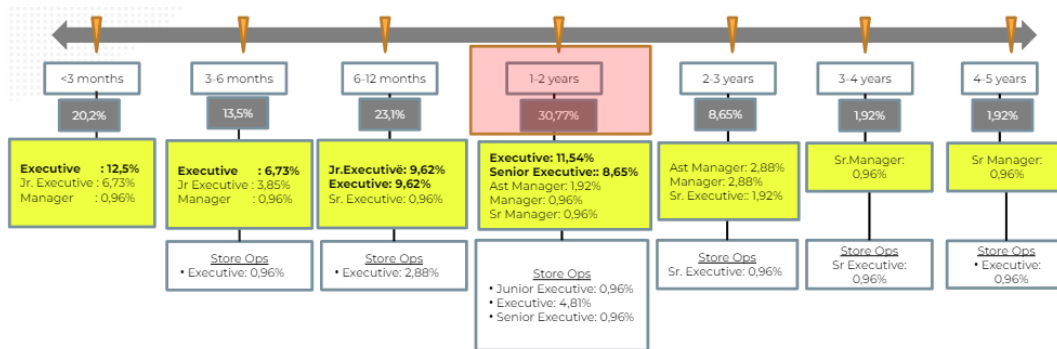 <3 months
3-6 months
6-12 months
1-2 years
2-3 years
3-4 years
4-5 years
20,2%
13,5%
23,1%
30,77%
8,65%
1,92%
1,92%
Executive : 12,5%
Jr. Executive : 6,73%
Manager : 0,96%
Executive : 6,73%
Jr Executive : 3,85%
Manager : 0,96%
Jr.Executivë: 9,62%
Executive: 9,62%
Sr. Executive: 0,96%
Executive: 11,54%
Senior Executive:: 8,65%
Ast Manager: 1,92%
Manager: 0,96%
Sr Manager: 0,96%
Ast Manager: 2,88%
Manager: 2,88%
Sr. Executive:: 1,92%
Sr.Manager:
0,96%
Sr Manager:
0,96%
Store Ops
• Executive: 0,96%
Store Ops
• Executive: 2,88%
Store Ops
• Junior Executive: 0,96%
• Executive: 4,81%
• Senior Executive: 0,96%
Store Ops
Sr. Executive: 0,96%
Store Ops
Sr Executive:
0,96%
Store Ops
• Executive:
0,96%